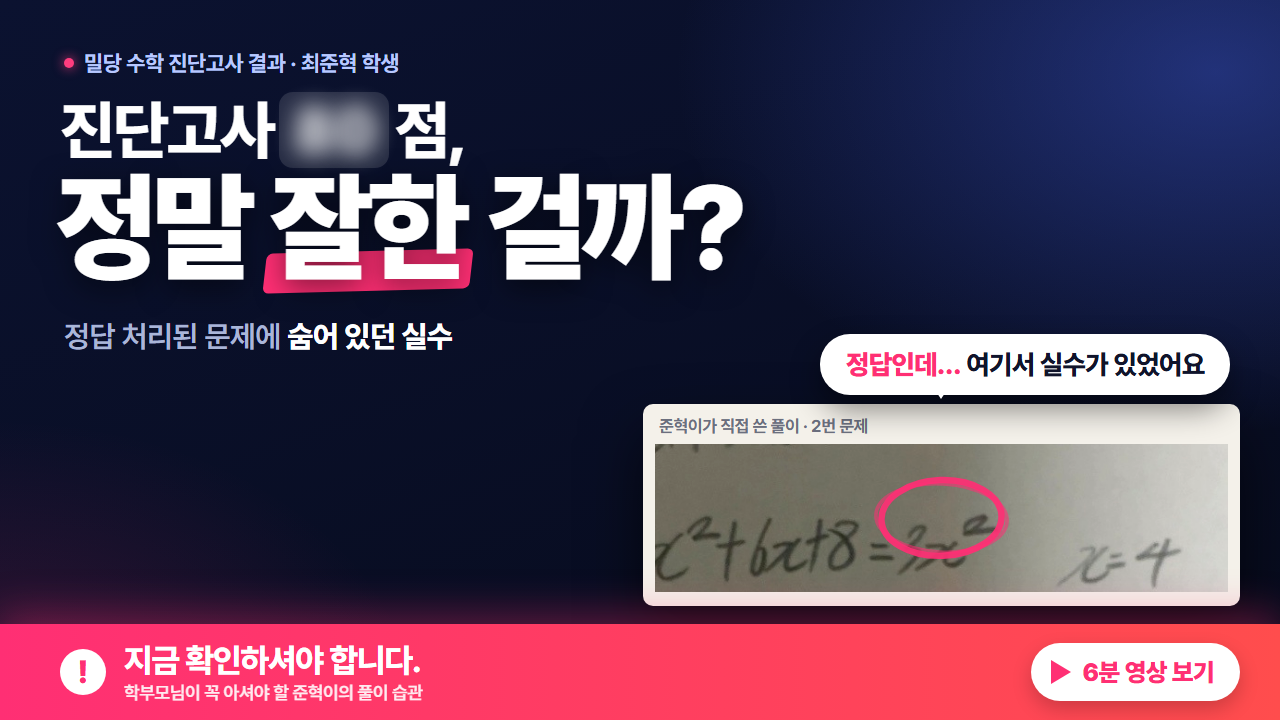 밀당 수학 진단고사 결과 · 최준혁 학생
진단고사 점,
정말 잘한 걸까?
정답 처리된 문제에 숨어 있던 실수
정답인데... 여기서 실수가 있었어요
준혁이가 직접 쓴 풀이 · 2번 문제
x²+6x+8=3x² x=4
! 지금 확인하셔야 합니다.
학부모님이 꼭 아셔야 할 준혁이의 풀이 습관
6분 영상 보기